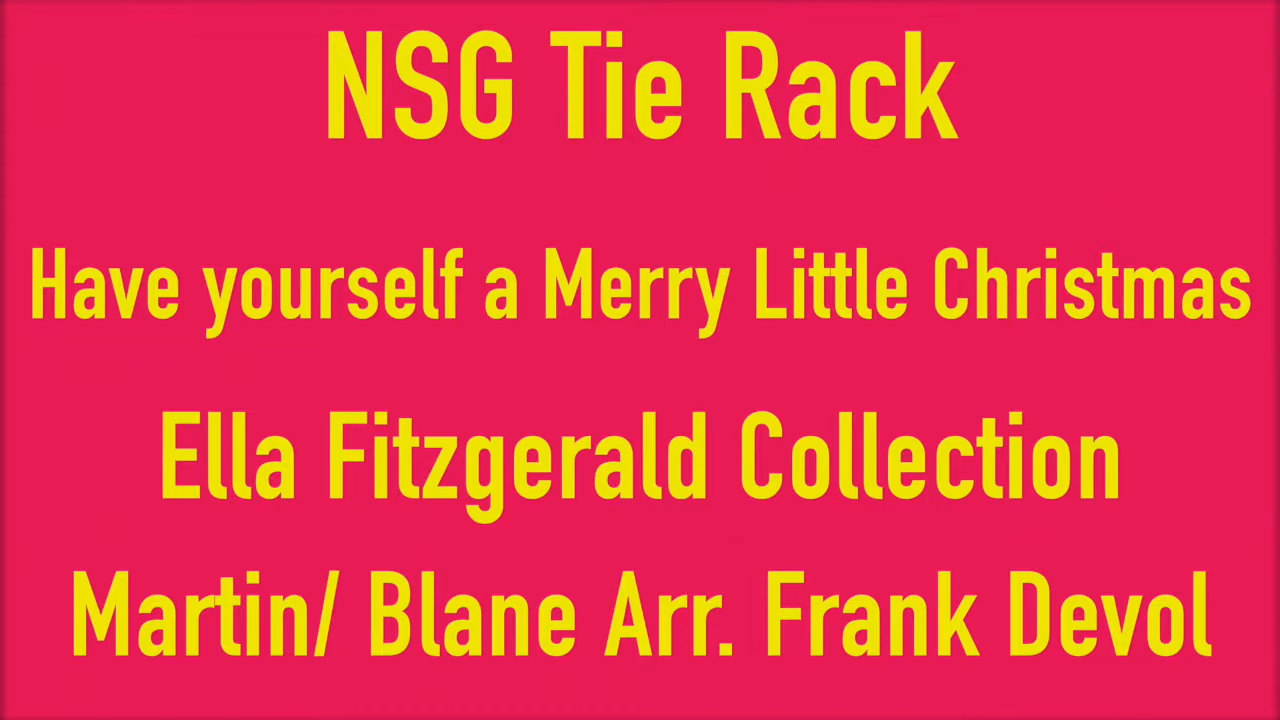 NSG Tie Rack
Have yourself a Merry Little Christmas
Ella Fitzgerald Collection
Martin/ Blane Arr. Frank Devol